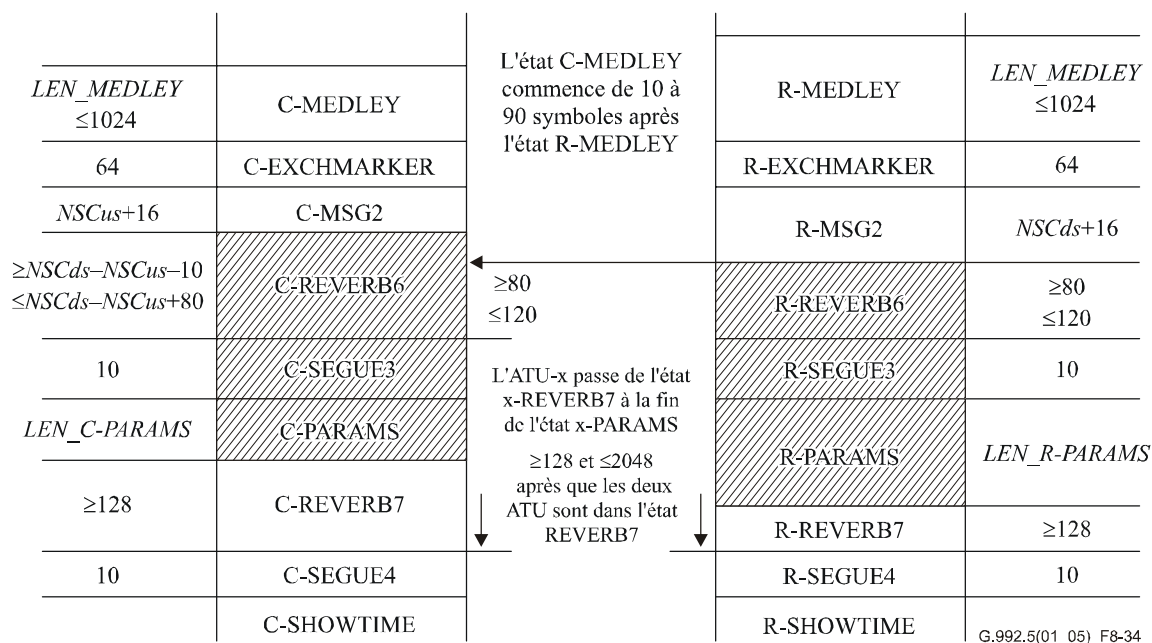 LEN_MEDLEY
≤1024
C-MEDLEY
L'état C-MEDLEY
commence de 10 à
90 symboles après
l'état R-MEDLEY
R-MEDLEY
LEN_MEDLEY
≤1024
64
C-EXCHMARKER
R-EXCHMARKER
64
NSCus+16
C-MSG2
R-MSG2
NSCds+16
≥NSCds–NSCus–10
≤NSCds–NSCus+80
C-REVERB6
≥80
≤120
R-REVERB6
≥80
≤120
10
C-SEGUE3
L'ATU-x passe de l'état
x-REVERB7 à la fin
de l'état x-PARAMS
R-SEGUE3
10
LEN_C-PARAMS
C-PARAMS
R-PARAMS
LEN_R-PARAMS
≥128
C-REVERB7
≥128 et ≤2048
après que les deux
ATU sont dans l'état
REVERB7
R-REVERB7
≥128
10
C-SEGUE4
R-SEGUE4
10
C-SHOWTIME
R-SHOWTIME
G.992.5(01_05)_F8-34